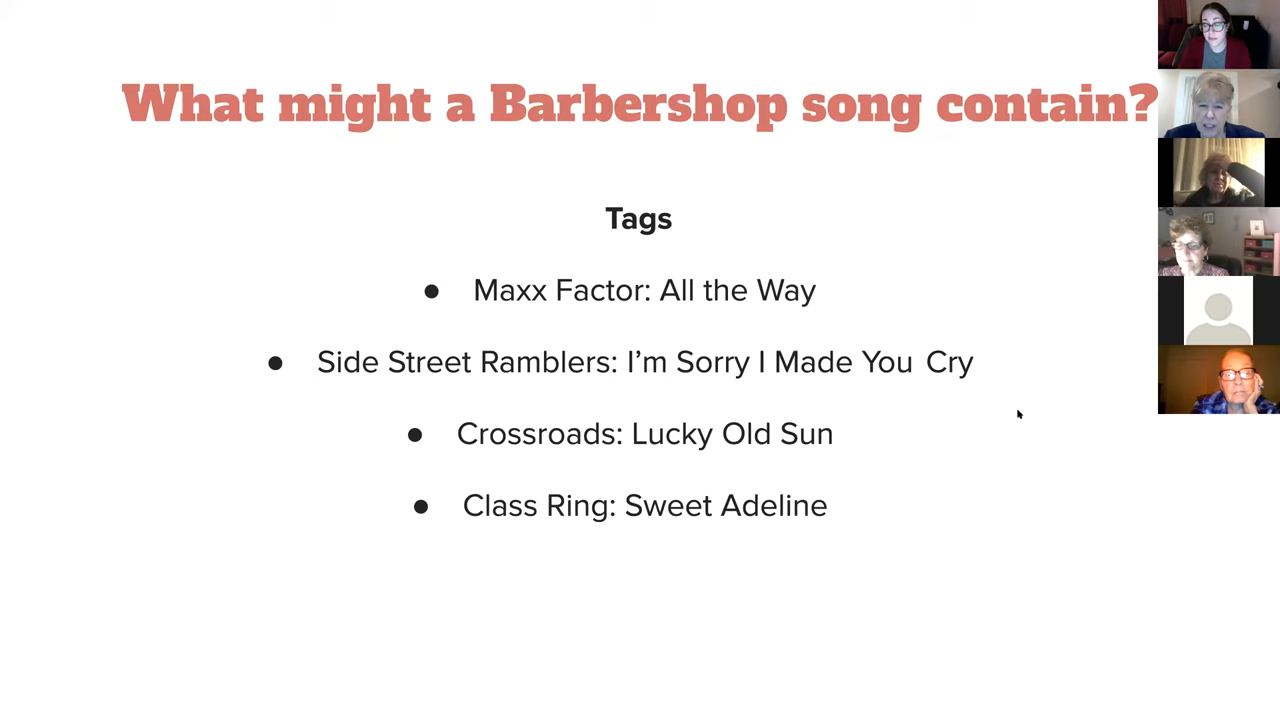 What might a Barbershop song contain?
Tags
● Maxx Factor: All the Way
● Side Street Ramblers: I’m Sorry I Made You Cry
● Crossroads: Lucky Old Sun
● Class Ring: Sweet Adeline